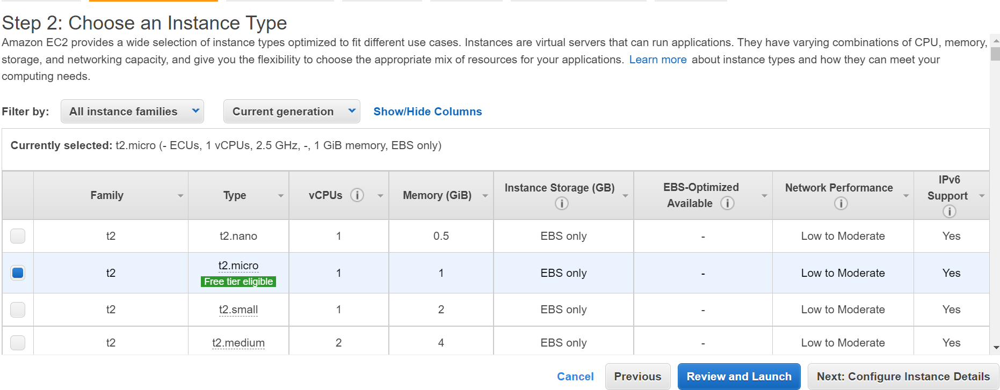 Step 2: Choose an Instance Type
Amazon EC2 provides a wide selection of instance types optimized to fit different use cases. Instances are virtual servers that can run applications. They have varying combinations of CPU, memory,
storage, and networking capacity, and give you the flexibility to choose the appropriate mix of resources for your applications. Learn more about instance types and how they can meet your
computing needs.
Filter by: All instance families Current generation Show/Hide Columns
Currently selected: t2.micro (- ECUs, 1 vCPUs, 2.5 GHz, -, 1 GiB memory, EBS only)
Family Type vCPUs i Memory (GiB) Instance Storage (GB) i EBS-Optimized Available i Network Performance i IPv6 Support i
t2 t2.nano 1 0.5 EBS only - Low to Moderate Yes
t2 t2.micro Free tier eligible 1 1 EBS only - Low to Moderate Yes
t2 t2.small 1 2 EBS only - Low to Moderate Yes
t2 t2.medium 2 4 EBS only - Low to Moderate Yes
Cancel Previous Review and Launch Next: Configure Instance Details